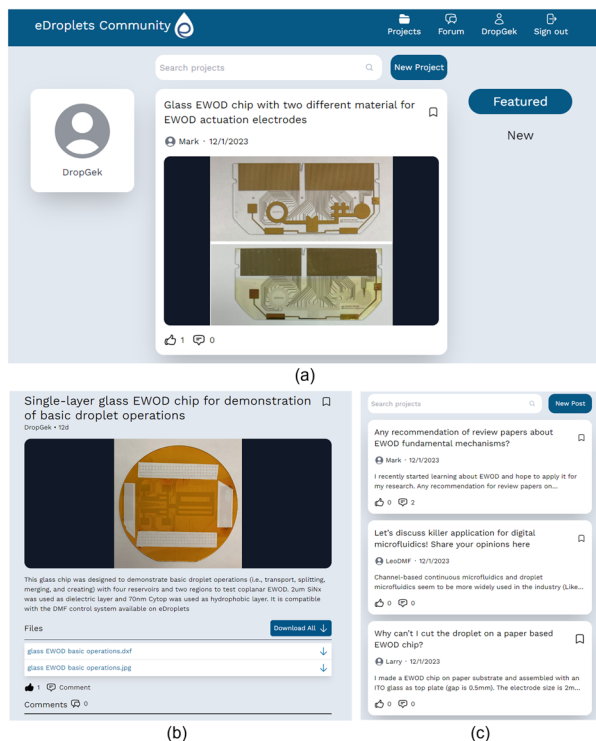 eDroplets Community
Projects
Forum
DropGek
Sign out
Search projects
New Project
DropGek
Glass EWOD chip with two different material for
EWOD actuation electrodes
Mark · 12/1/2023
1
0
Featured
New
(a)
Single-layer glass EWOD chip for demonstration
of basic droplet operations
DropGek • 12d
This glass chip was designed to demonstrate basic droplet operations (i.e., transport, splitting,
merging, and creating) with four reservoirs and two regions to test coplanar EWOD. 2um SiNx
was used as dielectric layer and 70nm Cytop was used as hydrophobic layer. It is compatible
with the DMF control system available on eDroplets
Files
Download All
glass EWOD basic operations.dxf
glass EWOD basic operations.jpg
1
Comment
Comments 0
(b)
Search projects
New Post
Any recommendation of review papers about
EWOD fundamental mechanisms?
Mark · 12/1/2023
I recently started learning about EWOD and hope to apply it for
my research. Any recommendation for review papers on...
0
2
Let's discuss killer application for digital
microfluidics! Share your opinions here
LeoDMF · 12/1/2023
Channel-based continuous microfluidics and droplet
microfluidics seem to be more widely used in the industry (Like...
0
0
Why can't I cut the droplet on a paper based
EWOD chip?
Larry · 12/1/2023
I made a EWOD chip on paper substrate and assembled with an
ITO glass as top plate (gap is 0.5mm). The electrode size is 2m...
0
0
(c)